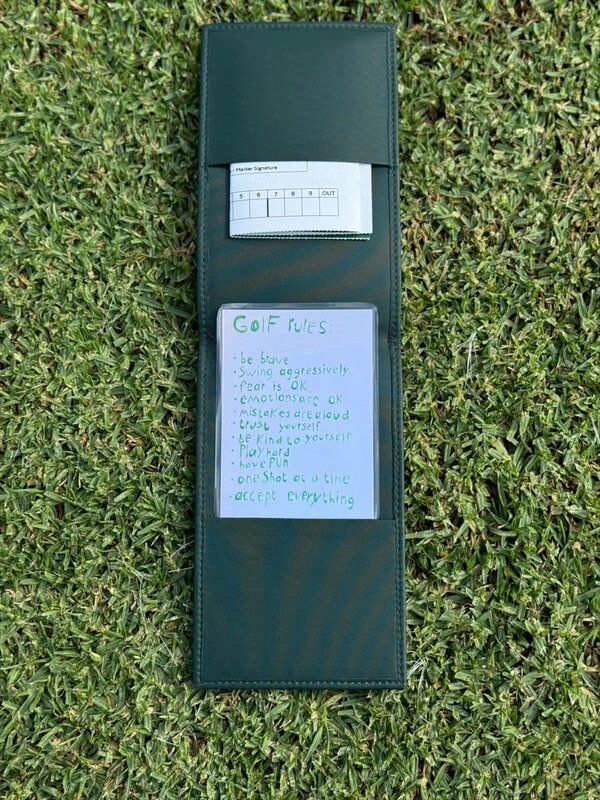 - Marker Signature
5 6 7 8 9 OUT
Golf rules:
· be brave
· Swing aggressively
· fear is OK
· emotions are OK
· mistakes are aloud
· trust yourself
· be kind to yourself
· Play hard
· have fun
· one shot at a time
· accept everything